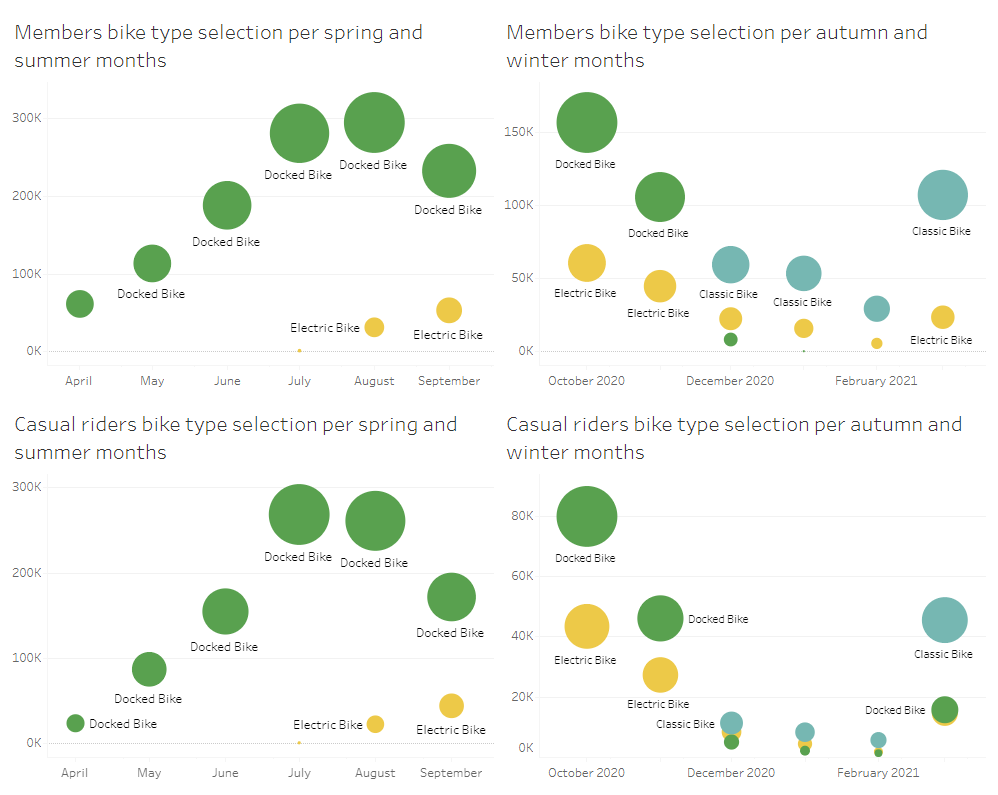 Members bike type selection per spring and
summer months
300K
200K
100K
0K
Docked Bike
Docked Bike
Docked Bike
Docked Bike
Docked Bike
Electric Bike
Electric Bike
April
May
June
July
August
September
Members bike type selection per autumn and
winter months
150K
100K
50K
0K
Docked Bike
Docked Bike
Classic Bike
Electric Bike
Classic Bike
Classic Bike
Electric Bike
Electric Bike
October 2020
December 2020
February 2021
Casual riders bike type selection per spring and
summer months
300K
200K
100K
0K
Docked Bike
Docked Bike
Docked Bike
Docked Bike
Docked Bike
Docked Bike
Electric Bike
Electric Bike
April
May
June
July
August
September
Casual riders bike type selection per autumn and
winter months
80K
60K
40K
20K
0K
Docked Bike
Docked Bike
Electric Bike
Classic Bike
Electric Bike
Docked Bike
Classic Bike
October 2020
December 2020
February 2021